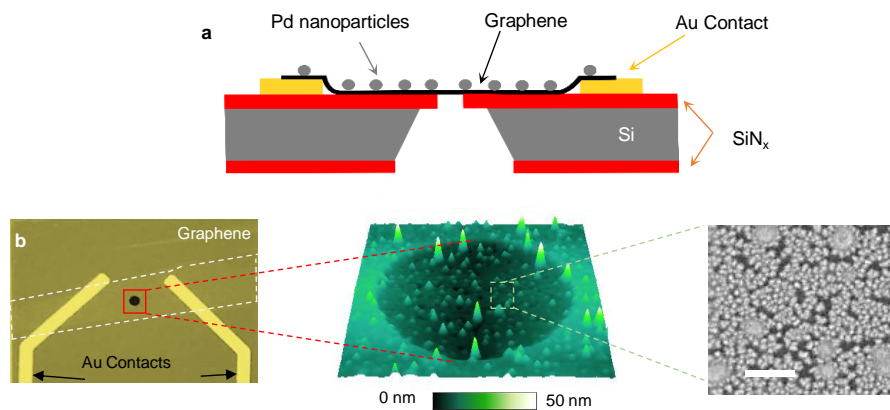 a
Pd nanoparticles
Graphene
Au Contact
Si
SiNx
b
Graphene
Au Contacts
0 nm
50 nm